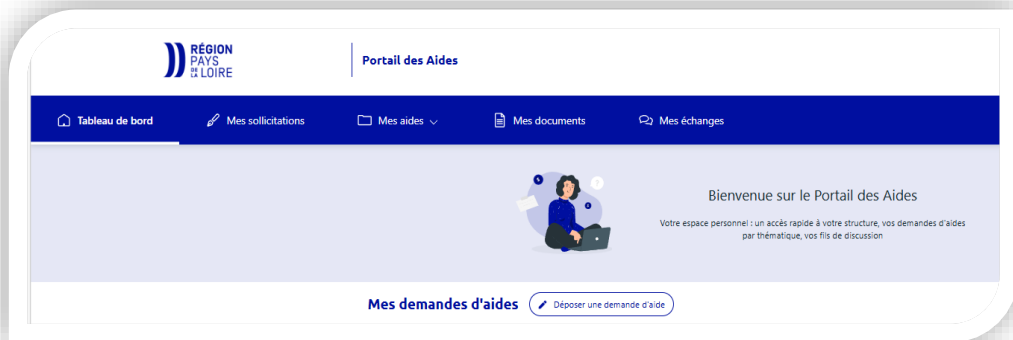 RÉGION
PAYS
DE LA LOIRE
Portail des Aides
Tableau de bord
Mes sollicitations
Mes aides
Mes documents
Mes échanges
Bienvenue sur le Portail des Aides
Votre espace personnel : un accès rapide à votre structure, vos demandes d'aides
par thématique, vos fils de discussion
Mes demandes d'aides
Déposer une demande d'aide